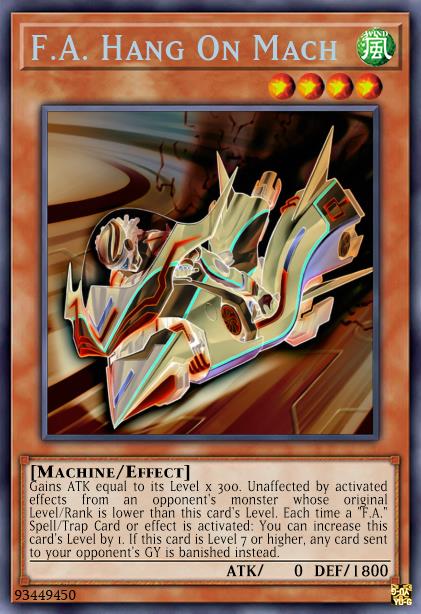 F.A. Hang On Mach
WIND
風
[Machine/Effect]
Gains ATK equal to its Level x 300. Unaffected by activated
effects from an opponent's monster whose original
Level/Rank is lower than this card's Level. Each time a "F.A."
Spell/Trap Card or effect is activated: You can increase this
card's Level by 1. If this card is Level 7 or higher, any card sent
to your opponent's GY is banished instead.
ATK/ 0 DEF/1800
93449450